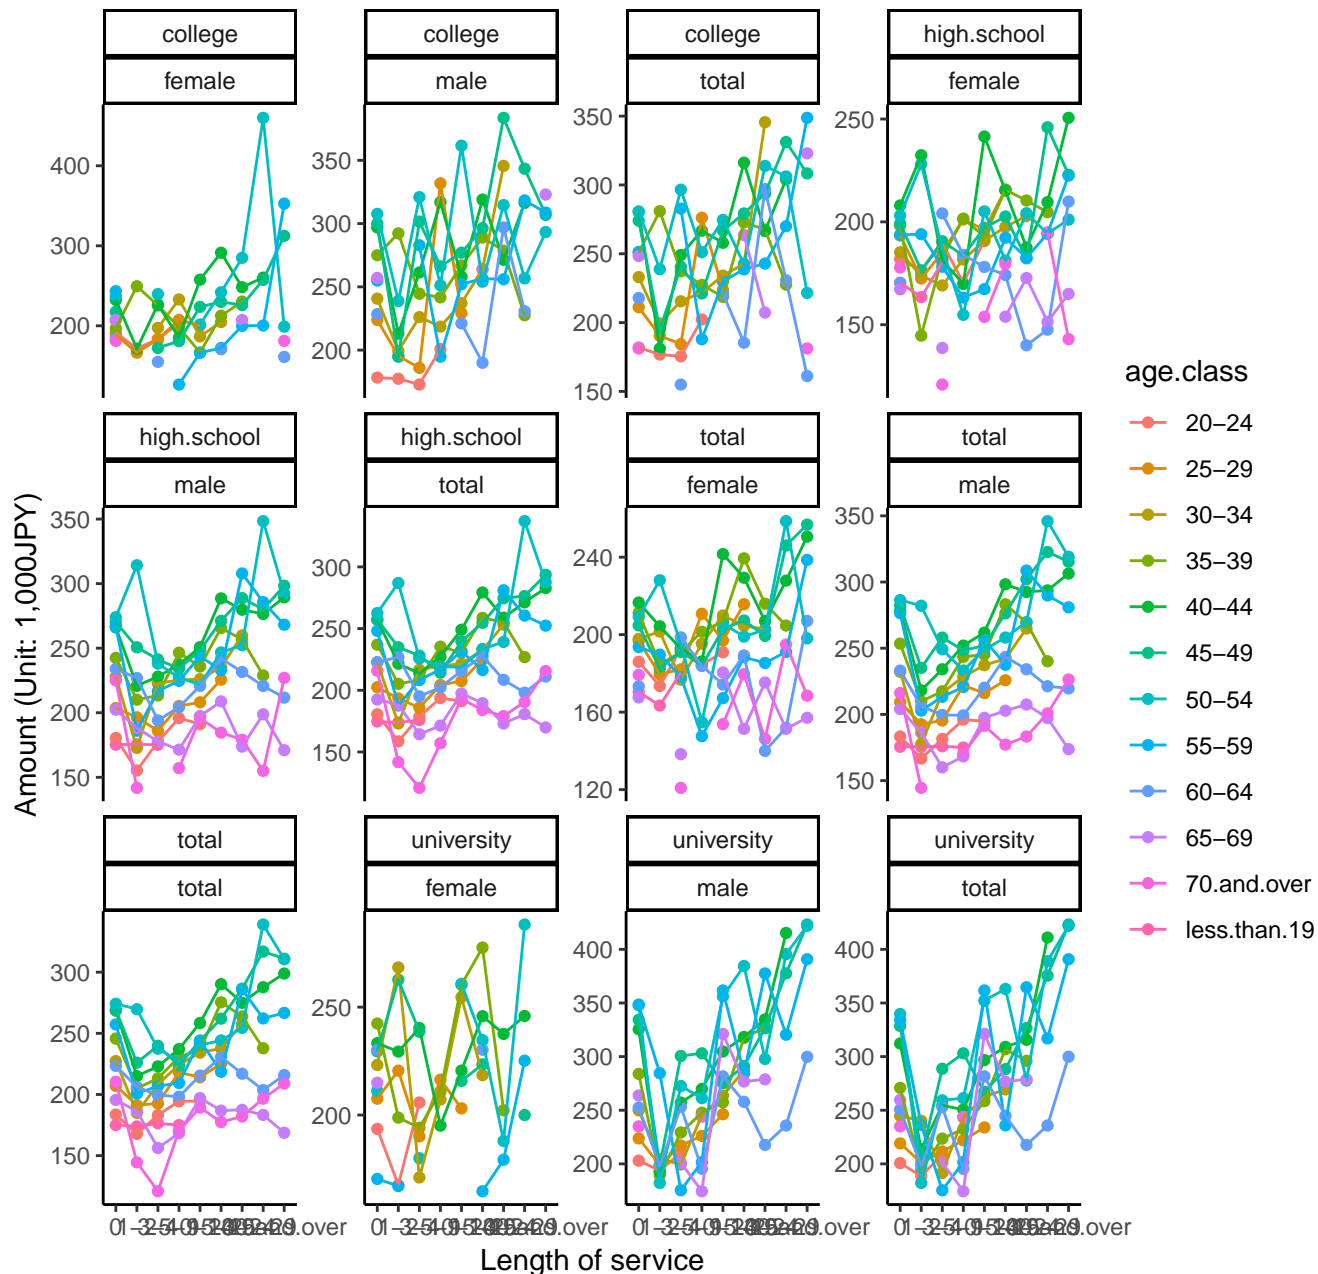 college
female
college
male
college
total
high.school
female
400
300
200
350
300
250
200
350
300
250
200
150
250
200
150
high.school
male
high.school
total
total
female
total
male
350
300
250
200
150
300
250
200
150
240
200
160
120
350
300
250
200
150
total
total
university
female
university
male
university
total
300
250
200
150
250
200
400
350
300
250
200
400
350
300
250
200
Length of service
Amount (Unit: 1,000JPY)
age.class
20−24
25−29
30−34
35−39
40−44
45−49
50−54
55−59
60−64
65−69
70.and.over
less.than.19